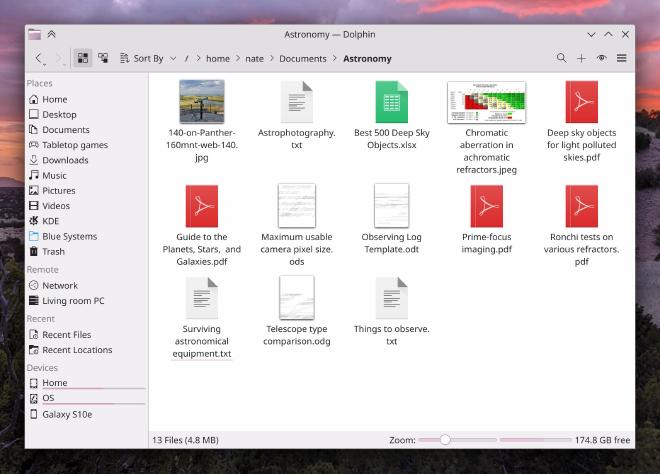 Astronomy — Dolphin
Sort By / home nate Documents Astronomy
Places
Home
Desktop
Documents
Tabletop games
Downloads
Music
Pictures
Videos
KDE
Blue Systems
Trash
Remote
Network
Living room PC
Recent
Recent Files
Recent Locations
Devices
Home
OS
Galaxy S10e
140-on-Panther-
160mnt-web-140.
jpg
Astrophotography.
txt
Best 500 Deep Sky
Objects.xlsx
Chromatic
aberration in
achromatic
refractors.jpeg
Deep sky objects
for light polluted
skies.pdf
Guide to the
Planets, Stars, and
Galaxies.pdf
Maximum usable
camera pixel size.
ods
Observing Log
Template.odt
Prime-focus
imaging.pdf
Ronchi tests on
various refractors.
pdf
Surviving
astronomical
equipment.txt
Telescope type
comparison.odg
Things to observe.
txt
13 Files (4.8 MB)
Zoom:
174.8 GB free